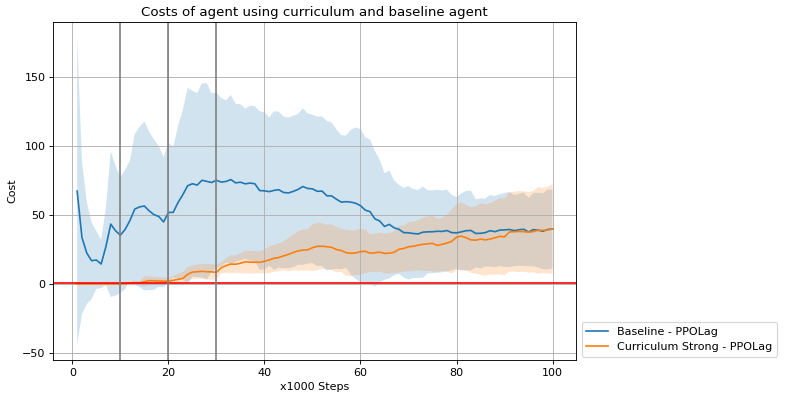 Costs of agent using curriculum and baseline agent
150
100
50
0
−50
Cost
0
20
40
60
80
100
x1000 Steps
Baseline - PPOLag
Curriculum Strong - PPOLag